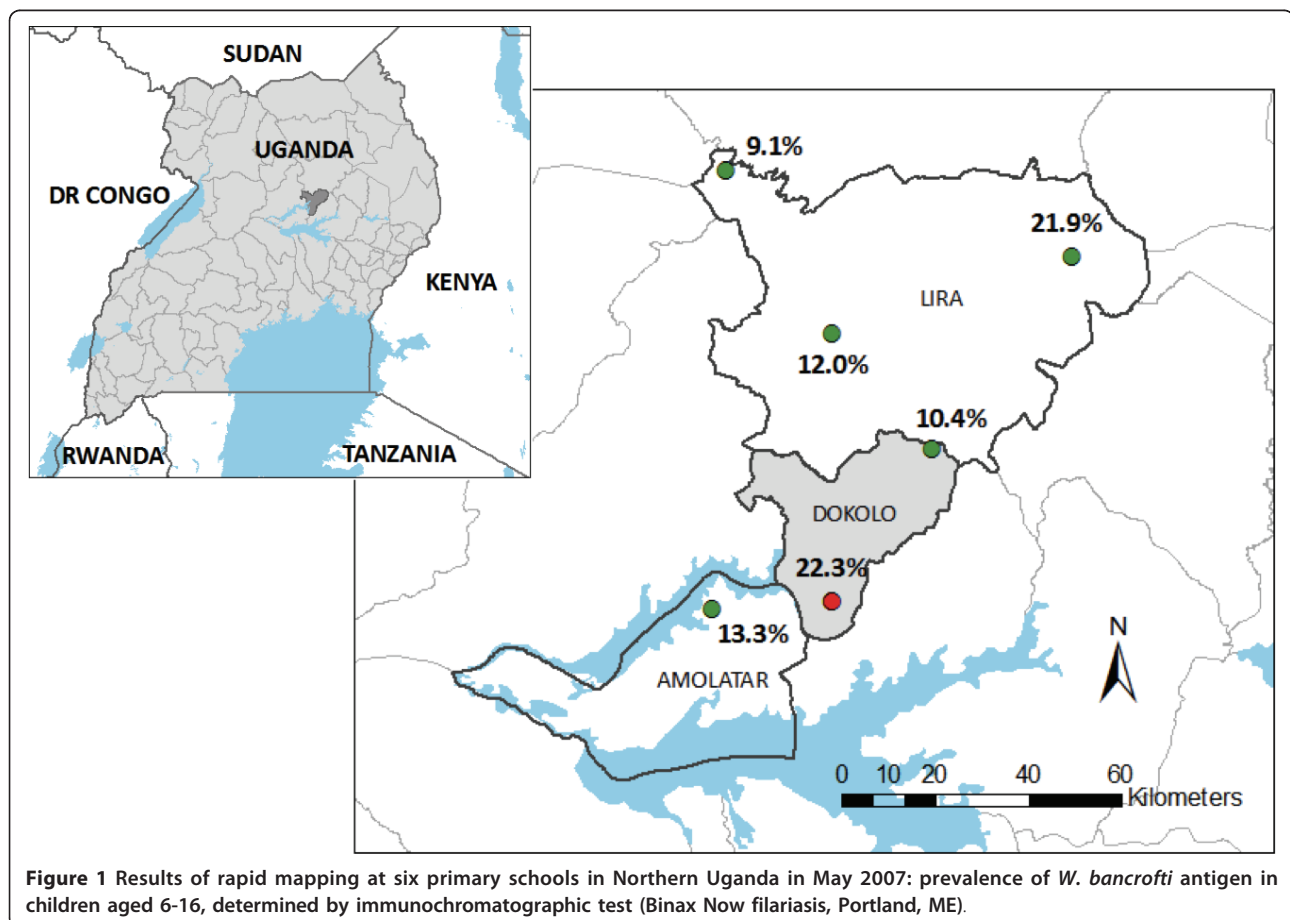 SUDAN
UGANDA
DR CONGO
KENYA
RWANDA
TANZANIA
9.1%
21.9%
LIRA
12.0%
10.4%
DOKOLO
22.3%
13.3%
AMOLATAR
N
0 10 20 40 60
Kilometers
Figure 1 Results of rapid mapping at six primary schools in Northern Uganda in May 2007: prevalence of W. bancrofti antigen in
children aged 6-16, determined by immunochromatographic test (Binax Now filariasis, Portland, ME).